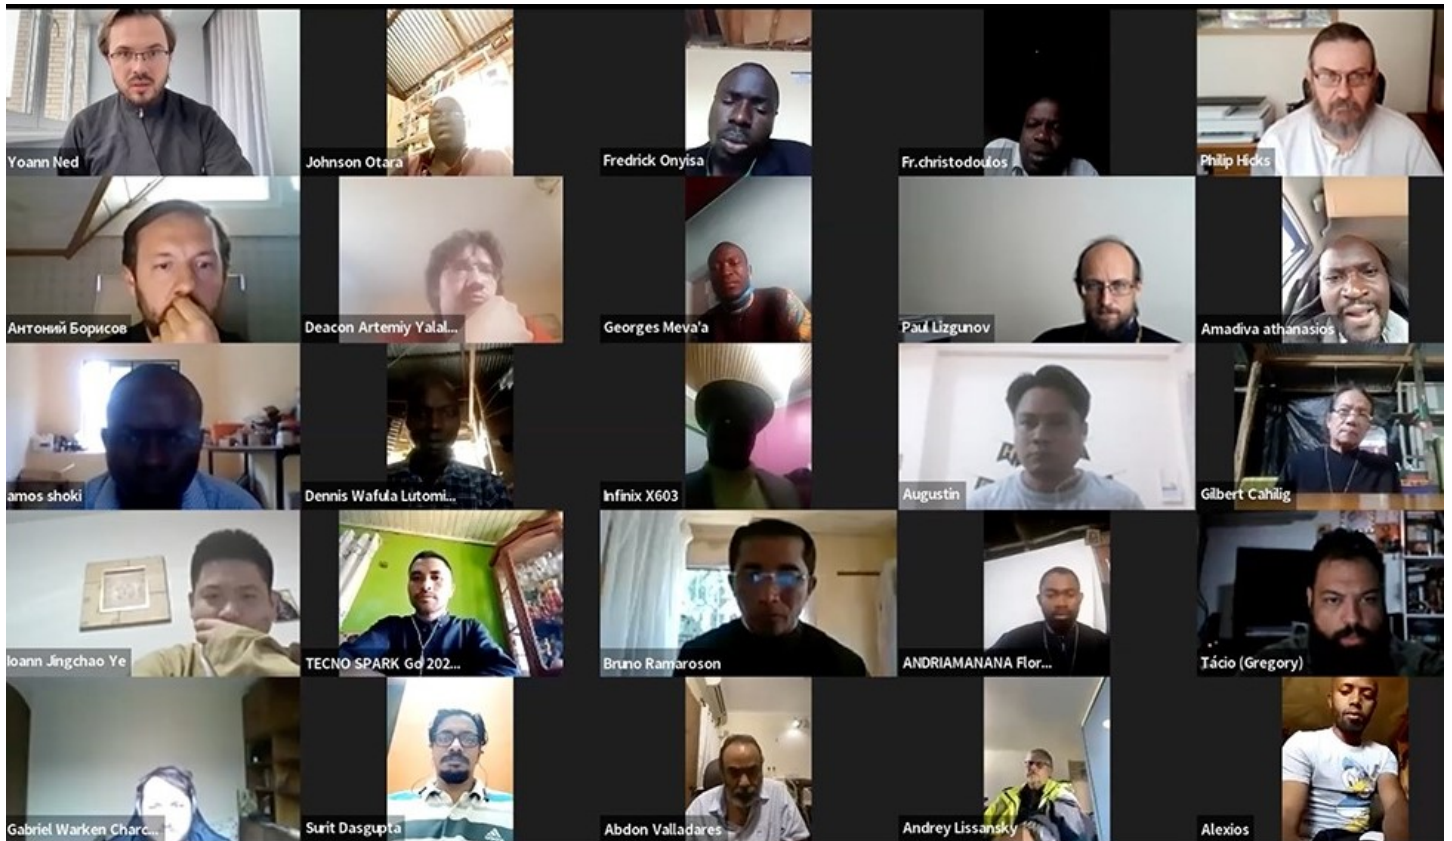 Yoann Ned
Johnson Otara
Fredrick Onyisa
Fr.christodoulos
Philip Hicks
Антоний Борисов
Deacon Artemiy Yalal...
Georges Meva'a
Paul Lizgunov
Amadiva athanasios
amos shoki
Dennis Wafula Lutomi...
Infinix X603
Augustin
Gilbert Cahilig
Ioann Jingchao Ye
TECNO SPARK Go 202...
Bruno Ramaroson
ANDRIAMANANA Flor...
Tácio (Gregory)
Gabriel Warken Charc...
Surit Dasgupta
Abdon Valladares
Andrey Lissansky
Alexios